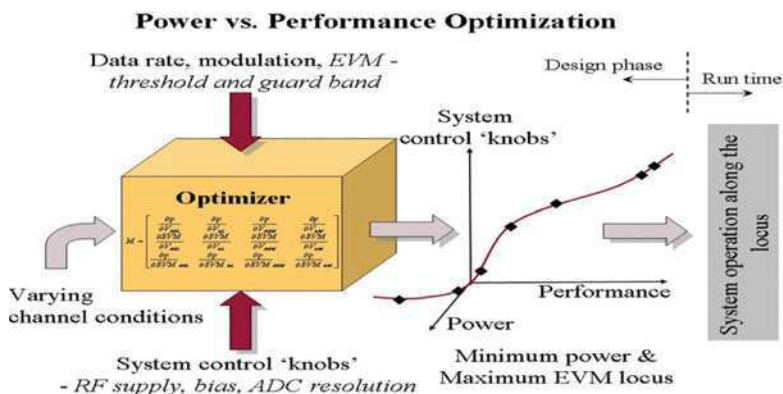 Power vs. Performance Optimization
Data rate, modulation, EVM -
threshold and guard band
Design phase
Run time
System
control ‘knobs’
Optimizer
M =
Varying
channel conditions
Performance
Power
System operation along the
locus
System control ‘knobs’
- RF supply, bias, ADC resolution
Minimum power &
Maximum EVM locus